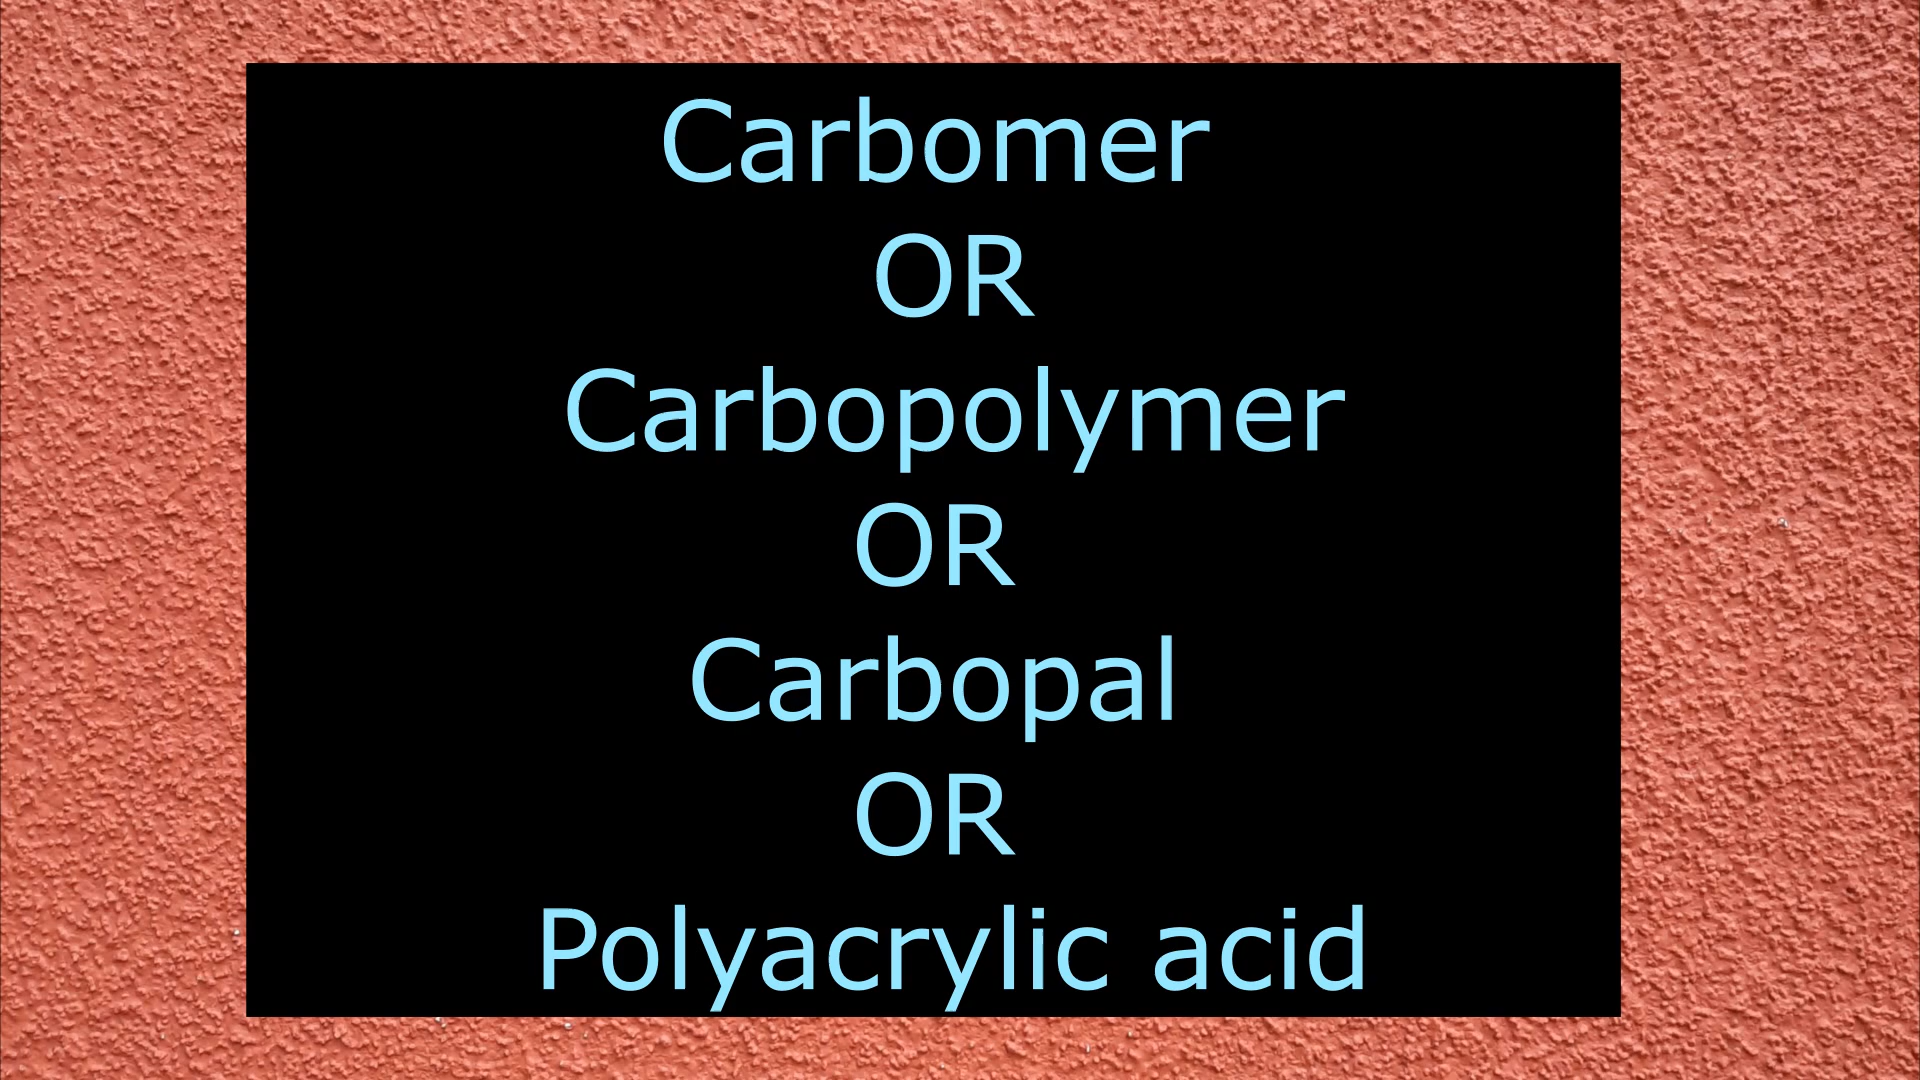 Carbomer
OR
Carbopolymer
OR
Carbopal
OR
Polyacrylic acid